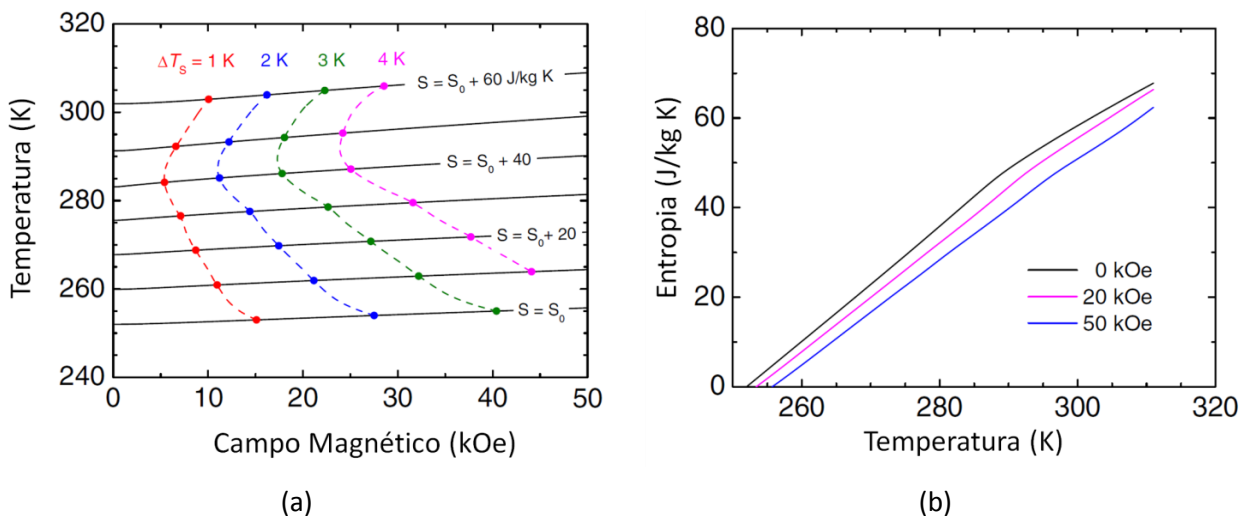 320
300
280
260
240
Temperatura (K)
ΔT_S = 1 K
2 K
3 K
4 K
S = S_0 + 60 J/kg K
S = S_0 + 40
S = S_0 + 20
S = S_0
0
10
20
30
40
50
Campo Magnético (kOe)
(a)
80
60
40
20
0
Entropia (J/kg K)
0 kOe
20 kOe
50 kOe
260
280
300
320
Temperatura (K)
(b)